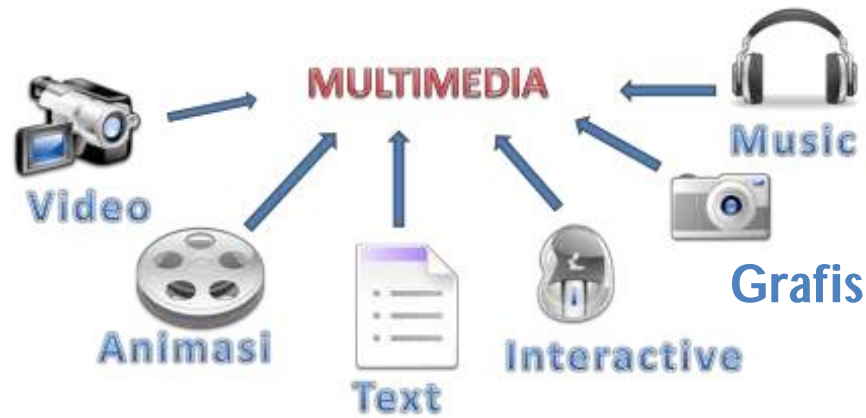 MULTIMEDIA
Music
Video
Grafis
Animasi
Interactive
Text